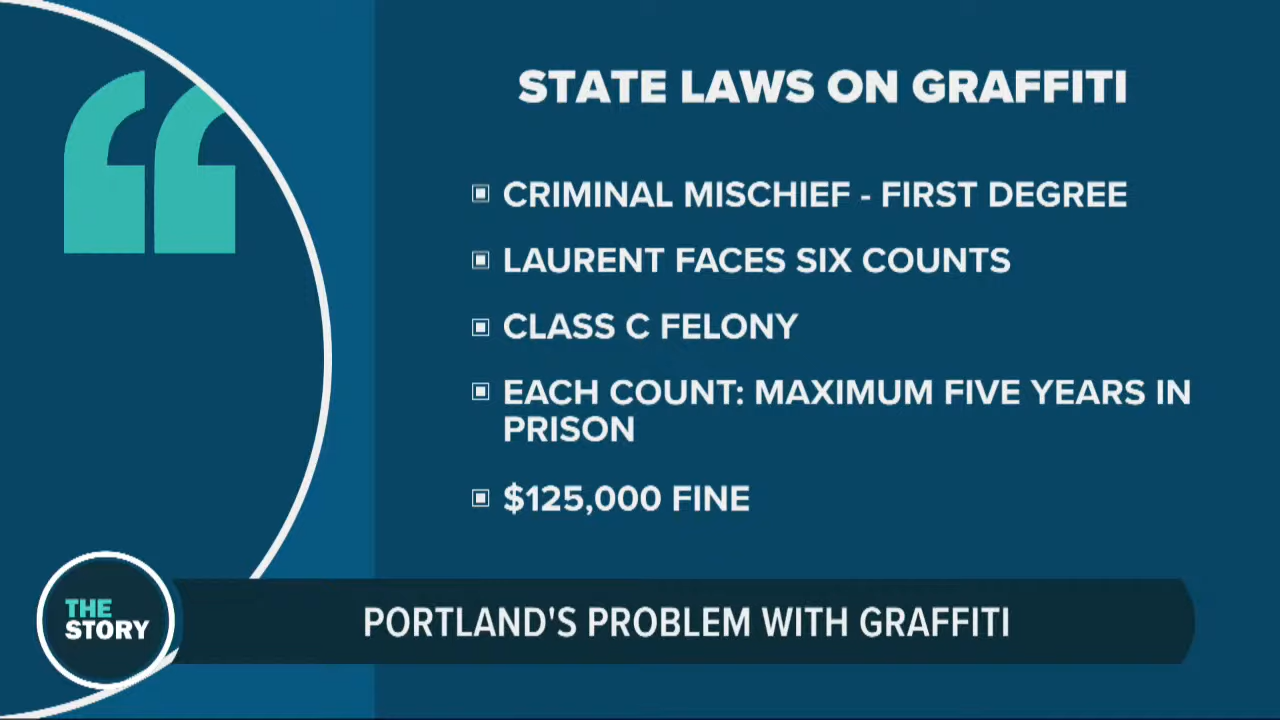 STATE LAWS ON GRAFFITI
CRIMINAL MISCHIEF - FIRST DEGREE
LAURENT FACES SIX COUNTS
CLASS C FELONY
EACH COUNT: MAXIMUM FIVE YEARS IN
PRISON
$125,000 FINE
THE
STORY
PORTLAND'S PROBLEM WITH GRAFFITI